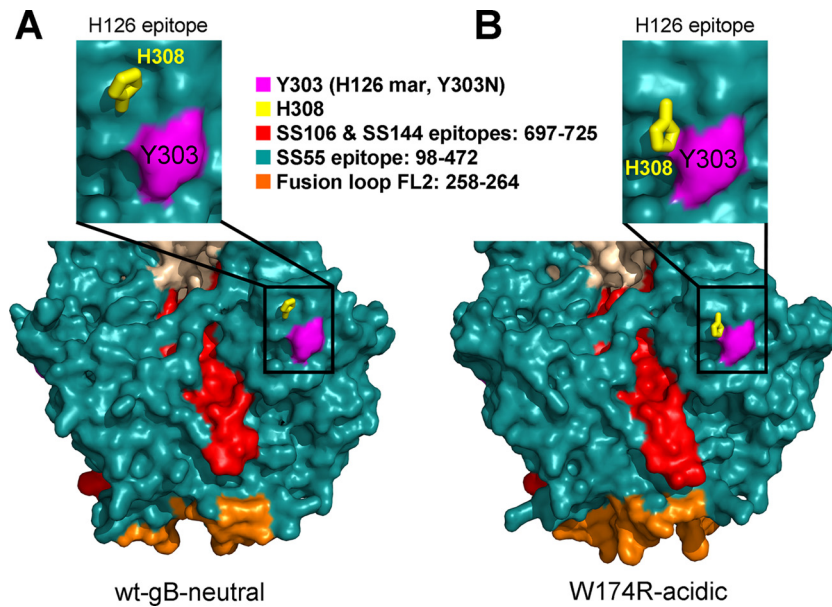 A
H126 epitope
H308
Y303
Y303 (H126 mar, Y303N)
H308
SS106 & SS144 epitopes: 697-725
SS55 epitope: 98-472
Fusion loop FL2: 258-264
B
H126 epitope
Y303
H308
wt-gB-neutral
W174R-acidic